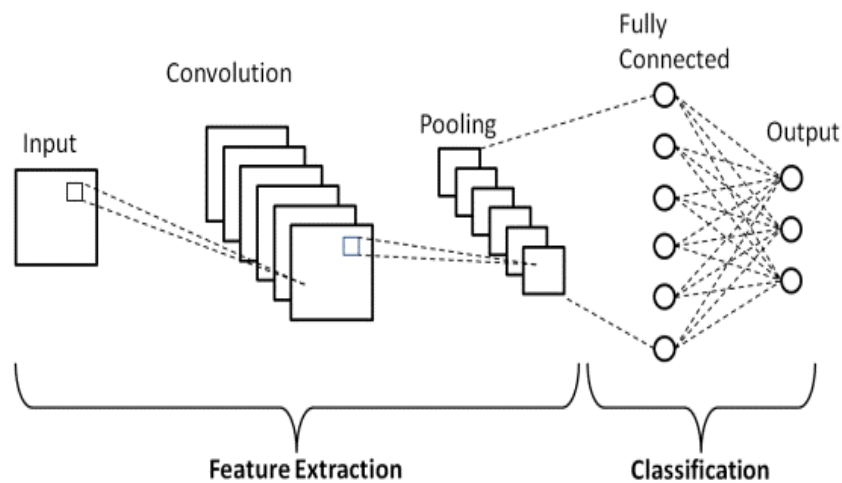 Input
Convolution
Pooling
Fully
Connected
Output
Feature Extraction
Classification